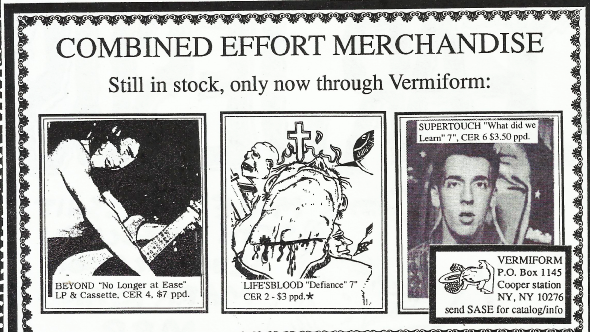 COMBINED EFFORT MERCHANDISE
Still in stock, only now through Vermiform:
SUPERTOUCH "What did we
Learn" 7", CER 6 $3.50 ppd.
BEYOND "No Longer at Ease"
LP & Cassette, CER 4, $7 ppd.
LIFE'SBLOOD "Defiance" 7"
CER 2 - $3 ppd.★
VERMIFORM
P.O. Box 1145
Cooper station
NY, NY 10276
send SASE for catalog/info